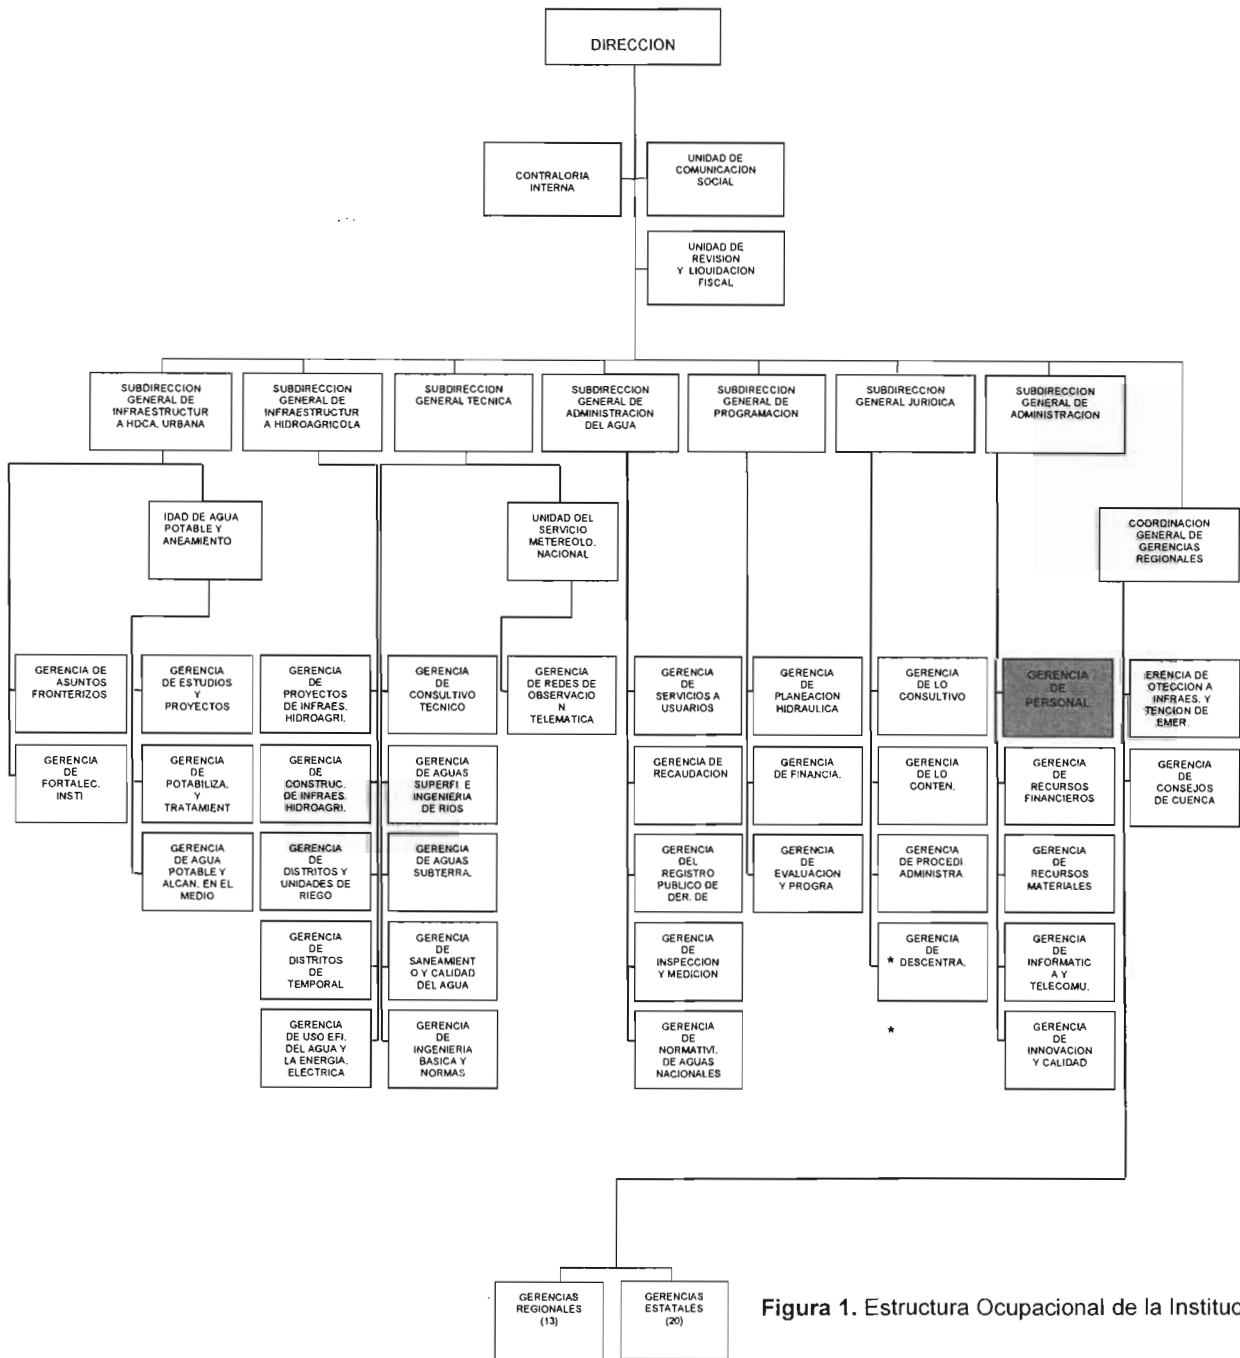 DIRECCION
CONTRALORIA
INTERNA
UNIDAD DE
COMUNICACION
SOCIAL
UNIDAD DE
REVISION
Y LIQUIDACION
FISCAL
SUBDIRECCION
GENERAL DE
INFRAESTRUCTUR
A HDCA, URBANA
SUBDIRECCION
GENERAL DE
INFRAESTRUCTUR
A HIDROAGRICOLA
SUBDIRECCION
GENERAL TECNICA
SUBDIRECCION
GENERAL DE
ADMINISTRACION
DEL AGUA
SUBDIRECCION
GENERAL DE
PROGRAMACION
SUBDIRECCION
GENERAL JURIDICA
SUBDIRECCION
GENERAL DE
ADMINISTRACION
IDAD DE AGUA
POTABLE Y
ANEAMIENTO
UNIDAD DEL
SERVICIO
METEREOLO.
NACIONAL
COORDINACION
GENERAL DE
GERENCIAS
REGIONALES
GERENCIA DE
ASUNTOS
FRONTERIZOS
GERENCIA
DE ESTUDIOS
Y
PROYECTOS
GERENCIA
DE
PROYECTOS
DE INFRAES.
HIDROAGRI.
GERENCIA
DE
CONSULTIVO
TECNICO
GERENCIA
DE REDES DE
OBSERVACIO
N
TELEMATICA
GERENCIA
DE
SERVICIOS A
USUARIOS
GERENCIA
DE
PLANEACION
HIDRAULICA
GERENCIA
DE LO
CONSULTIVO
GERENCIA
DE
PERSONAL
ERENCIA DE
OTECCION A
INFRAES. Y
TENCION DE
EMER.
GERENCIA
DE
FORTALEC.
INSTI
GERENCIA
DE
POTABILIZA.
Y
TRATAMIENT
GERENCIA
DE
CONSTRUC.
DE INFRAES.
HIDROAGRI.
GERENCIA
DE AGUAS
SUPERFI. E
INGENIERIA
DE RIOS
GERENCIA DE
RECAUDACION
GERENCIA
DE FINANCIA.
GERENCIA
DE LO
CONTEN.
GERENCIA
DE
RECURSOS
FINANCIEROS
GERENCIA
DE
CONSEJOS
DE CUENCA
GERENCIA
DE AGUA
POTABLE Y
ALCAN. EN EL
MEDIO
GERENCIA
DE
DISTRITOS Y
UNIDADES DE
RIEGO
GERENCIA
DE AGUAS
SUBTERRA.
GERENCIA
DEL
REGISTRO
PUBLICO DE
DER. DE
GERENCIA
DE
EVALUACION
Y PROGRA
GERENCIA
DE PROCEDI.
ADMINISTRA.
GERENCIA
DE
RECURSOS
MATERIALES
GERENCIA
DE
DISTRITOS
DE
TEMPORAL
GERENCIA
DE
SANEAMIENT
O Y CALIDAD
DEL AGUA
GERENCIA
DE
INSPECCION
Y MEDICION
GERENCIA
DE
* DESCENTRA.
GERENCIA
DE
INFORMATIC
A Y
TELECOMU.
GERENCIA
DE USO EFI.
DEL AGUA Y
LA ENERGIA.
ELECTRICA
GERENCIA
DE
INGENIERIA
BASICA Y
NORMAS
GERENCIA
DE
NORMATIVI.
DE AGUAS
NACIONALES
*
GERENCIA
DE
INNOVACION
Y CALIDAD
GERENCIAS
REGIONALES
(13)
GERENCIAS
ESTATALES
(20)
Figura 1. Estructura Ocupacional de la Instituc